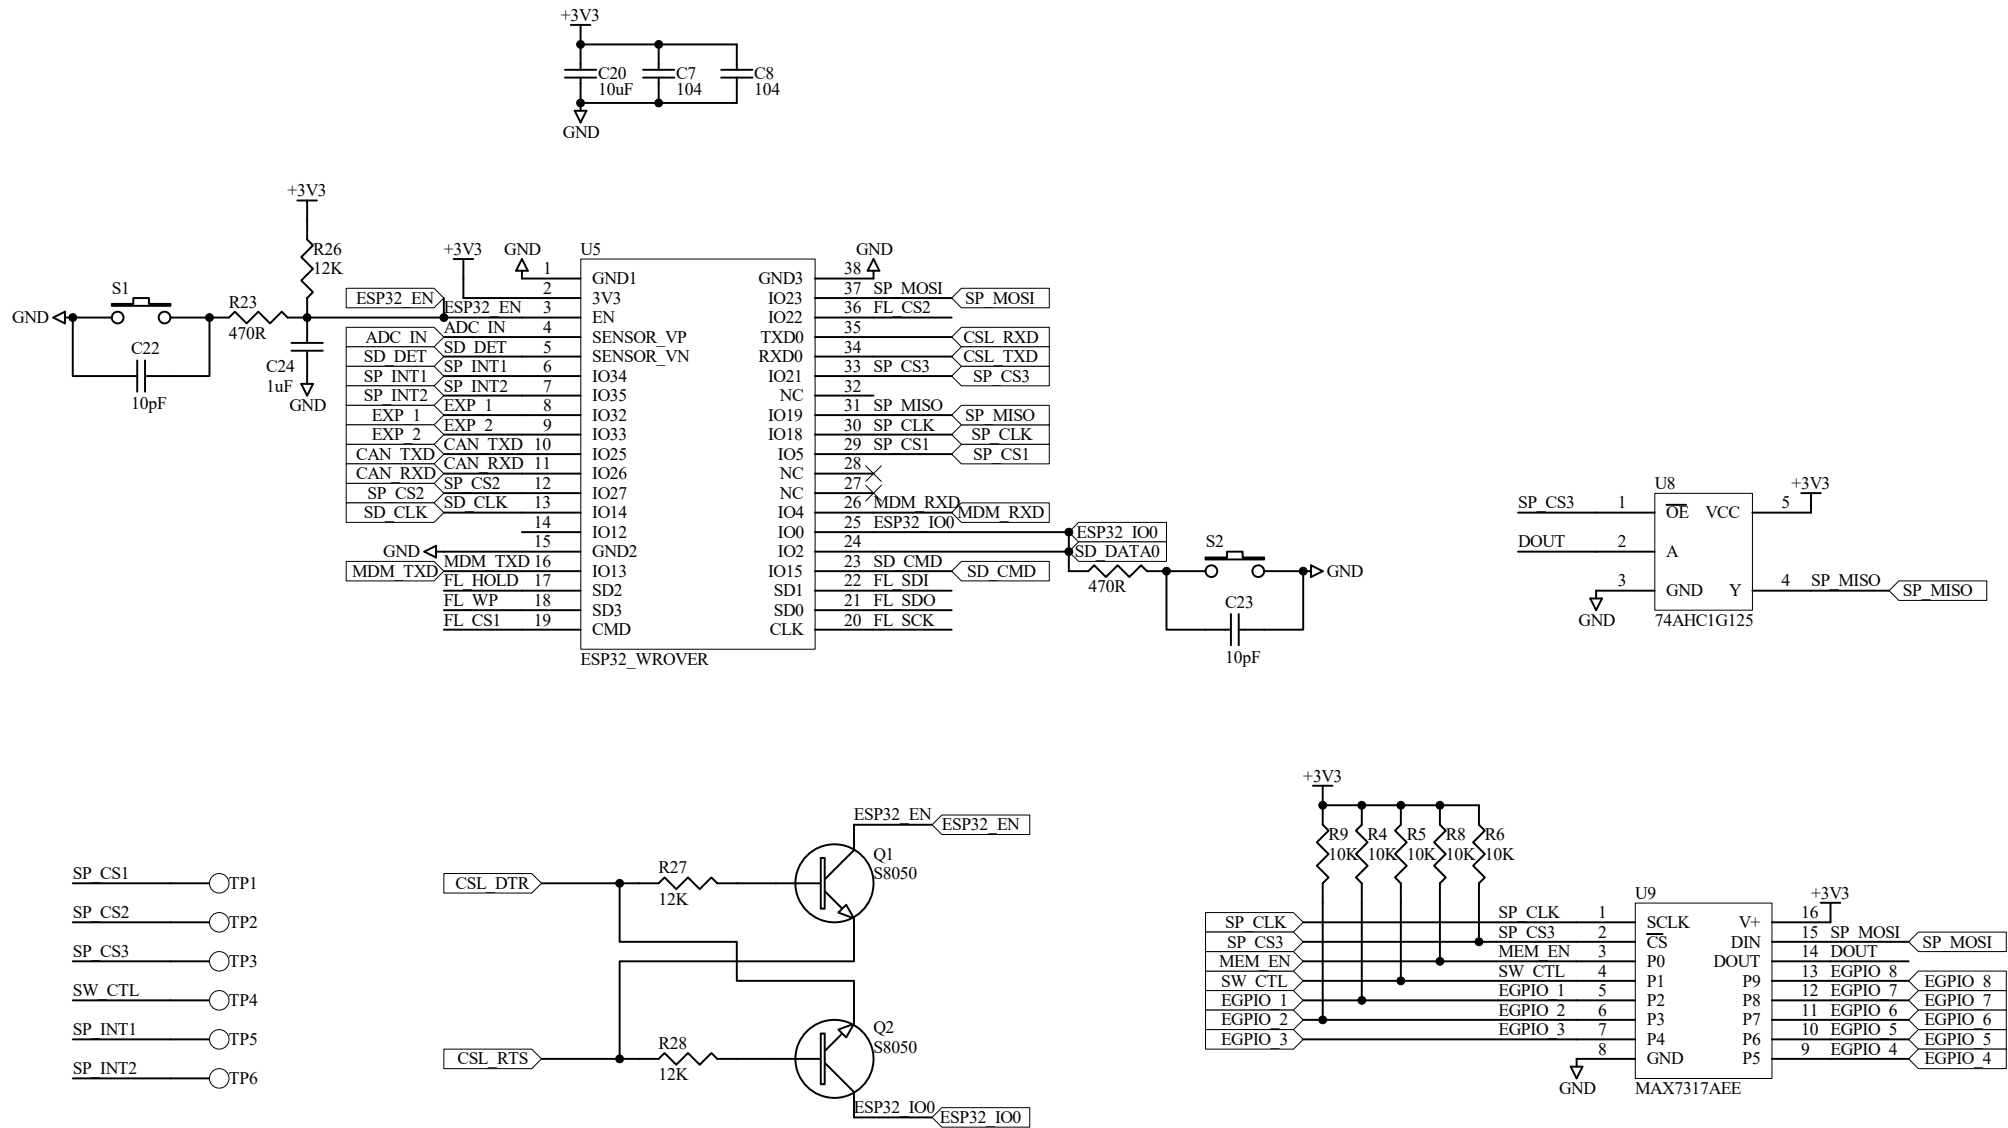 +3V3
C20
10uF
C7
104
C8
104
GND
+3V3
R26
12K
S1
GND
R23
470R
C22
10pF
C24
1uF
GND
+3V3
GND
U5
GND
ESP32_EN
ESP32_EN 3 EN
ADC_IN ADC_IN 4 SENSOR_VP
SD_DET SD_DET 5 SENSOR_VN
SP_INT1 SP_INT1 6 IO34
SP_INT2 SP_INT2 7 IO35
EXP_1 EXP_1 8 IO32
EXP_2 EXP_2 9 IO33
CAN_TXD CAN_TXD 10 IO25
CAN_RXD CAN_RXD 11 IO26
SP_CS2 SP_CS2 12 IO27
SD_CLK SD_CLK 13 IO14
14 IO12
GND 15 GND2
MDM_TXD MDM_TXD 16 IO13
FL_HOLD 17 SD2
FL_WP 18 SD3
FL_CS1 19 CMD
1 GND1
2 3V3
GND3 38
IO23 37 SP_MOSI SP_MOSI
IO22 36 FL_CS2
TXD0 35 CSL_RXD
RXD0 34 CSL_TXD
IO21 33 SP_CS3 SP_CS3
NC 32
IO19 31 SP_MISO SP_MISO
IO18 30 SP_CLK SP_CLK
IO5 29 SP_CS1 SP_CS1
NC 28
NC 27
IO4 26 MDM_RXD MDM_RXD
IO0 25 ESP32_IO0 ESP32_IO0
IO2 24 SD_DATA0
IO15 23 SD_CMD SD_CMD
SD1 22 FL_SDI
SD0 21 FL_SDO
CLK 20 FL_SCK
ESP32_WROVER
470R
S2
GND
C23
10pF
U8
+3V3
SP_CS3 1 OE VCC 5
DOUT 2 A
3 GND Y 4 SP_MISO SP_MISO
GND
74AHC1G125
SP_CS1 TP1
SP_CS2 TP2
SP_CS3 TP3
SW_CTL TP4
SP_INT1 TP5
SP_INT2 TP6
ESP32_EN ESP32_EN
Q1
S8050
CSL_DTR
R27
12K
Q2
S8050
CSL_RTS
R28
12K
ESP32_IO0 ESP32_IO0
+3V3
R9 R4 R5 R8 R6
10K 10K 10K 10K 10K
U9
+3V3
SP_CLK SP_CLK 1 SCLK V+ 16
SP_CS3 SP_CS3 2 CS DIN 15 SP_MOSI SP_MOSI
MEM_EN MEM_EN 3 P0 DOUT 14 DOUT
SW_CTL SW_CTL 4 P1 P9 13 EGPIO_8 EGPIO_8
EGPIO_1 EGPIO_1 5 P2 P8 12 EGPIO_7 EGPIO_7
EGPIO_2 EGPIO_2 6 P3 P7 11 EGPIO_6 EGPIO_6
EGPIO_3 EGPIO_3 7 P4 P6 10 EGPIO_5 EGPIO_5
8 GND P5 9 EGPIO_4 EGPIO_4
GND
MAX7317AEE